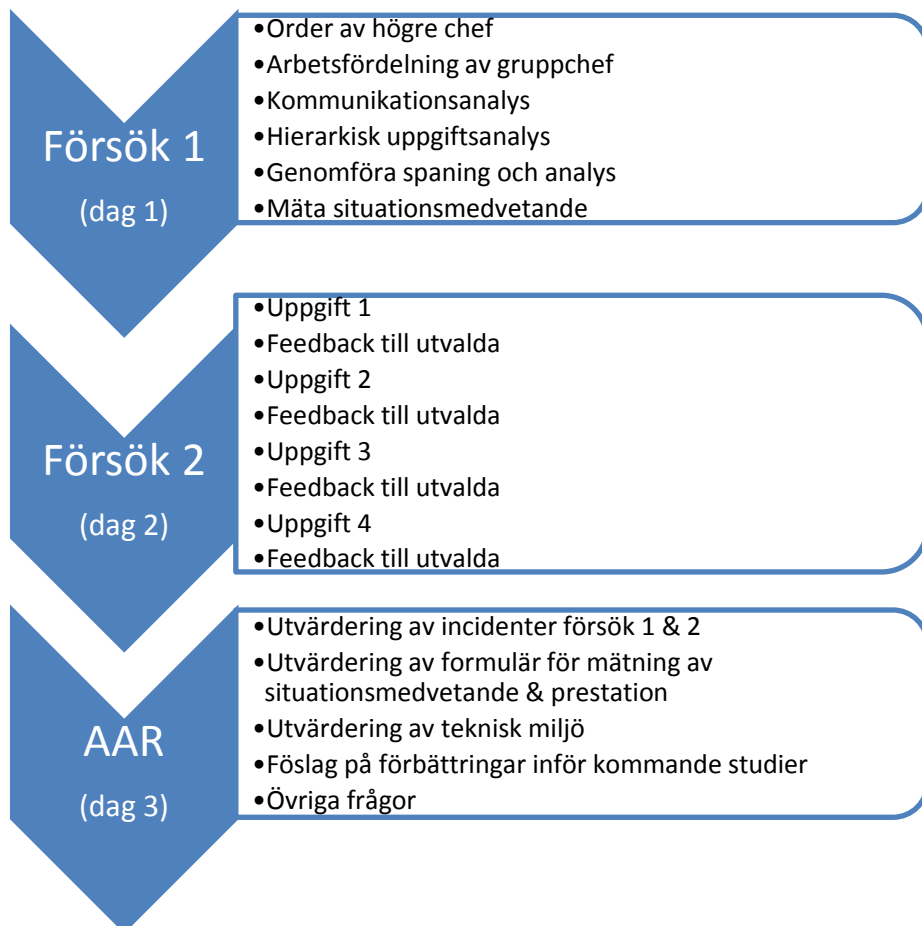 Försök 1
(dag 1)
•Order av högre chef
•Arbetsfördelning av gruppchef
•Kommunikationsanalys
•Hierarkisk uppgiftsanalys
•Genomföra spaning och analys
•Mäta situationsmedvetande
Försök 2
(dag 2)
•Uppgift 1
•Feedback till utvalda
•Uppgift 2
•Feedback till utvalda
•Uppgift 3
•Feedback till utvalda
•Uppgift 4
•Feedback till utvalda
AAR
(dag 3)
•Utvärdering av incidenter försök 1 & 2
•Utvärdering av formulär för mätning av
situationsmedvetande & prestation
•Utvärdering av teknisk miljö
•Föslag på förbättringar inför kommande studier
•Övriga frågor